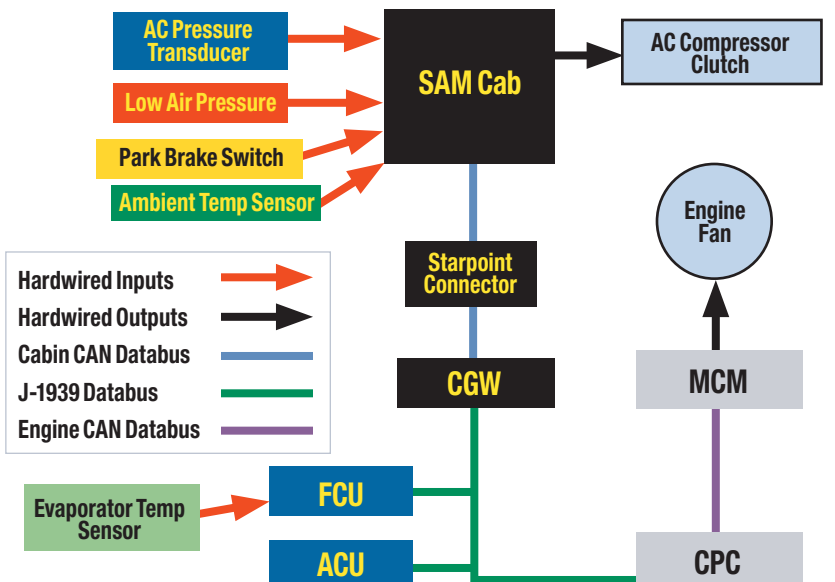 AC Pressure
Transducer
SAM Cab
AC Compressor
Clutch
Low Air Pressure
Park Brake Switch
Ambient Temp Sensor
Engine
Fan
Starpoint
Connector
Hardwired Inputs
Hardwired Outputs
Cabin CAN Databus
J-1939 Databus
Engine CAN Databus
CGW
MCM
Evaporator Temp
Sensor
FCU
ACU
CPC